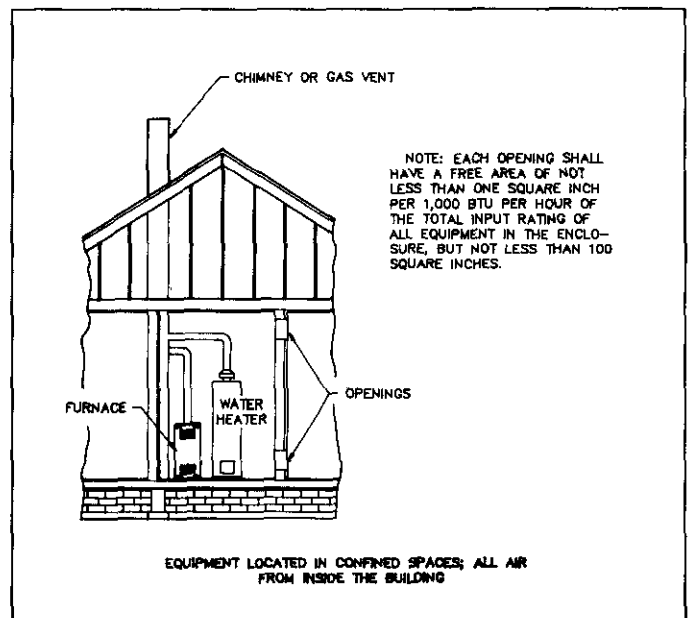 CHIMNEY OR GAS VENT
NOTE: EACH OPENING SHALL
HAVE A FREE AREA OF NOT
LESS THAN ONE SQUARE INCH
PER 1,000 BTU PER HOUR OF
THE TOTAL INPUT RATING OF
ALL EQUIPMENT IN THE ENCLO-
SURE, BUT NOT LESS THAN 100
SQUARE INCHES.
FURNACE
WATER
HEATER
OPENINGS
EQUIPMENT LOCATED IN CONFINED SPACES; ALL AIR
FROM INSIDE THE BUILDING